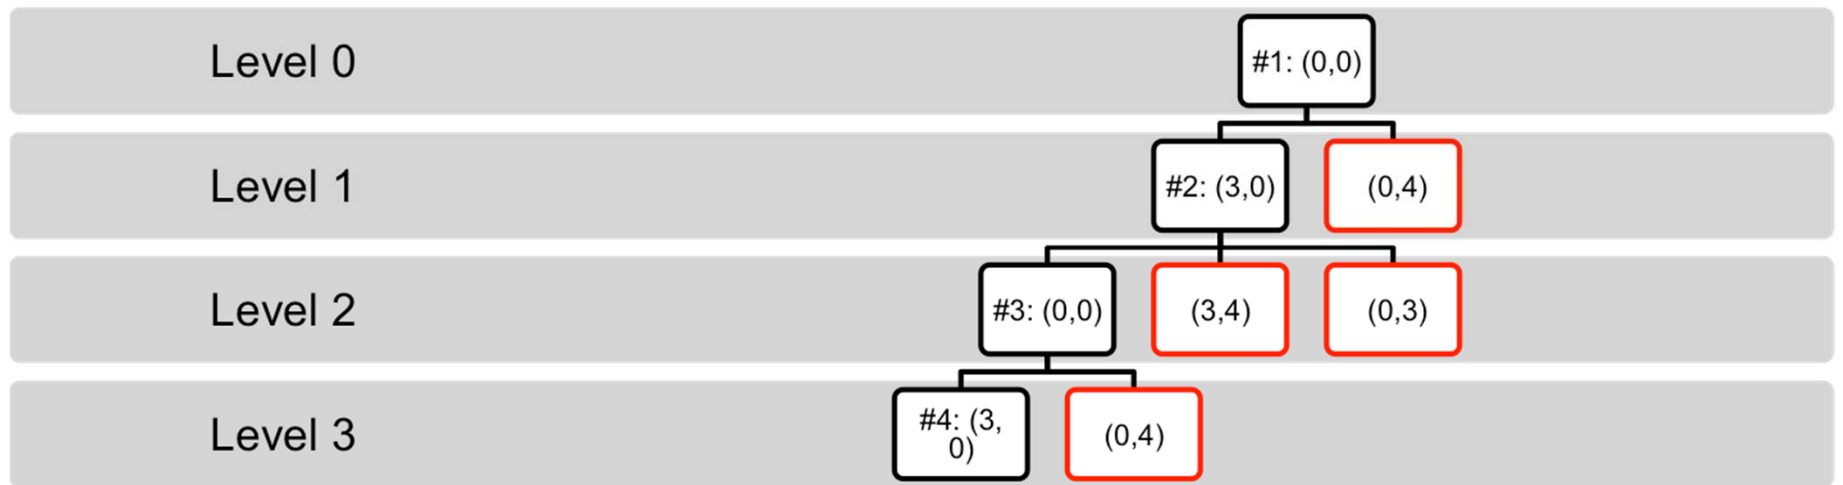 Level 0
#1: (0,0)
Level 1
#2: (3,0)
(0,4)
Level 2
#3: (0,0)
(3,4)
(0,3)
Level 3
#4: (3,
0)
(0,4)